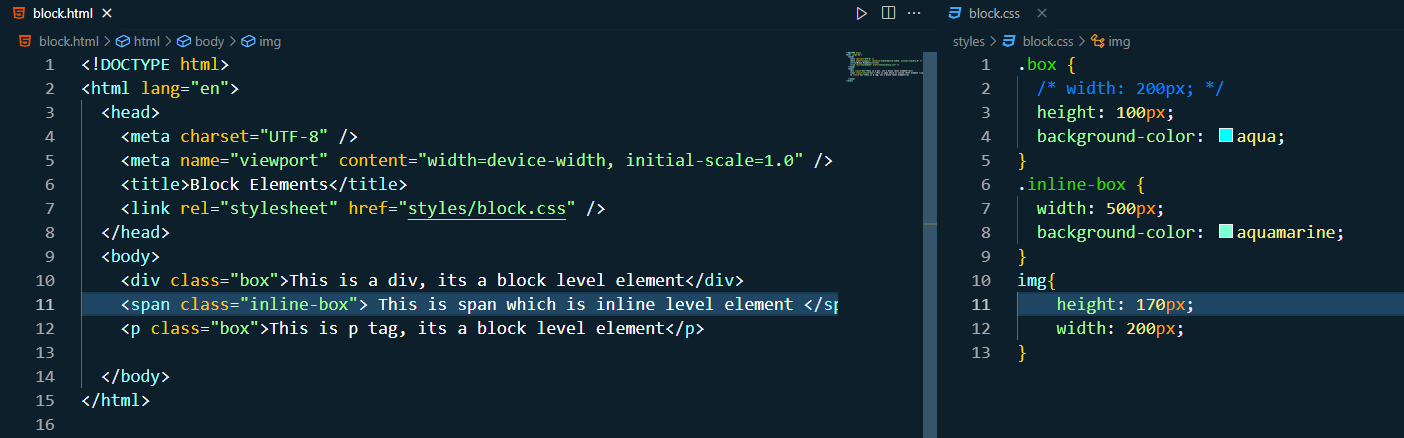 block.html
block.html > html > body > img
1 <!DOCTYPE html>
2 <html lang="en">
3 <head>
4 <meta charset="UTF-8" />
5 <meta name="viewport" content="width=device-width, initial-scale=1.0" />
6 <title>Block Elements</title>
7 <link rel="stylesheet" href="styles/block.css" />
8 </head>
9 <body>
10 <div class="box">This is a div, its a block level element</div>
11 <span class="inline-box"> This is span which is inline level element </sp
12 <p class="box">This is p tag, its a block level element</p>
13
14 </body>
15 </html>
16
block.css
styles > block.css > img
1 .box {
2 /* width: 200px; */
3 height: 100px;
4 background-color: aqua;
5 }
6 .inline-box {
7 width: 500px;
8 background-color: aquamarine;
9 }
10 img{
11 height: 170px;
12 width: 200px;
13 }